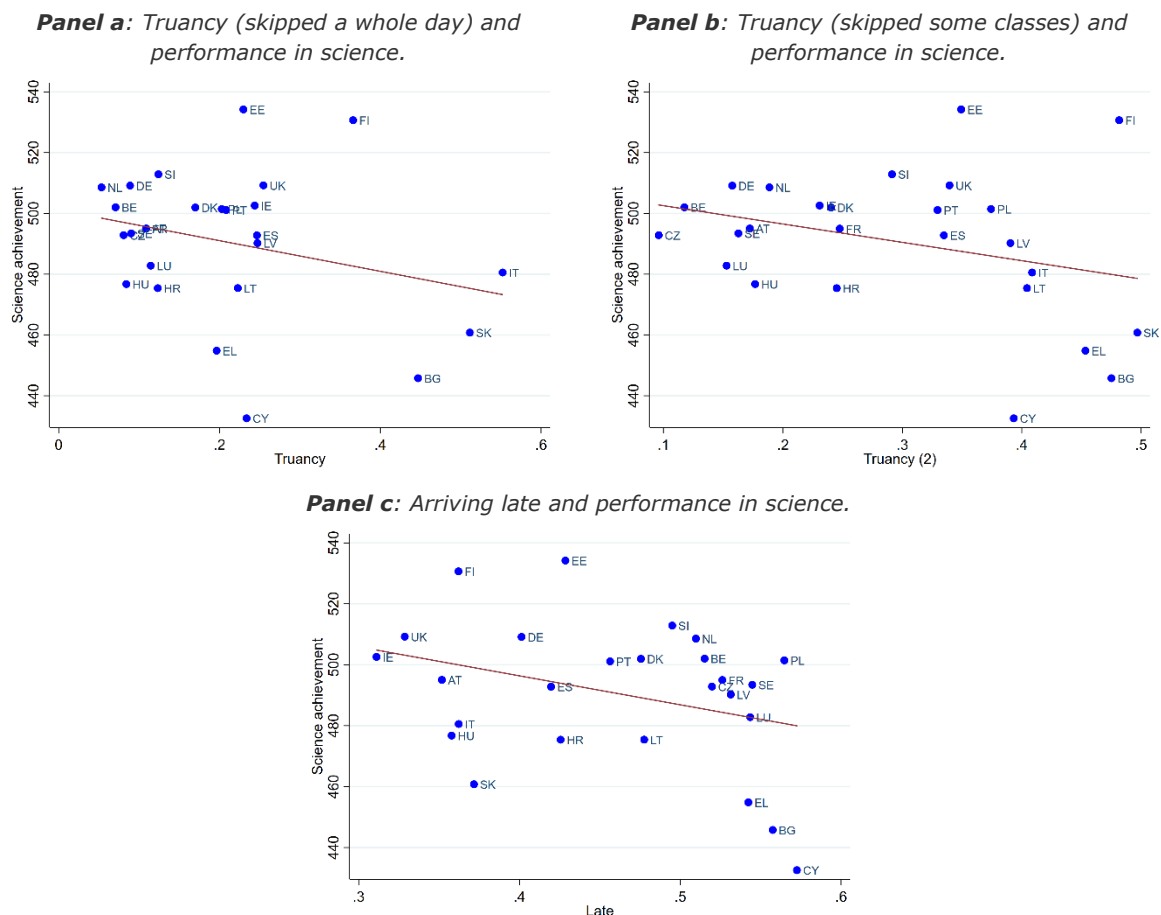 Panel a: Truancy (skipped a whole day) and
performance in science.
Science achievement
540
520
500
480
460
440
EE
FI
SI
NL
DE
UK
BE
DK
PL
PT
IE
CZ
SE
AT
FR
ES
LV
LU
HU
HR
LT
IT
EL
SK
BG
CY
0
.2
.4
.6
Truancy
Panel b: Truancy (skipped some classes) and
performance in science.
Science achievement
540
520
500
480
460
440
EE
FI
SI
DE
NL
UK
BE
IE
DK
PT
PL
CZ
SE
AT
FR
ES
LV
LU
HU
HR
IT
LT
SK
EL
BG
CY
.1
.2
.3
.4
.5
Truancy (2)
Panel c: Arriving late and performance in science.
Science achievement
540
520
500
480
460
440
EE
FI
SI
UK
DE
NL
IE
PT
DK
BE
PL
AT
ES
FR
CZ
SE
LV
LU
IT
HU
HR
LT
SK
EL
BG
CY
.3
.4
.5
.6
Late